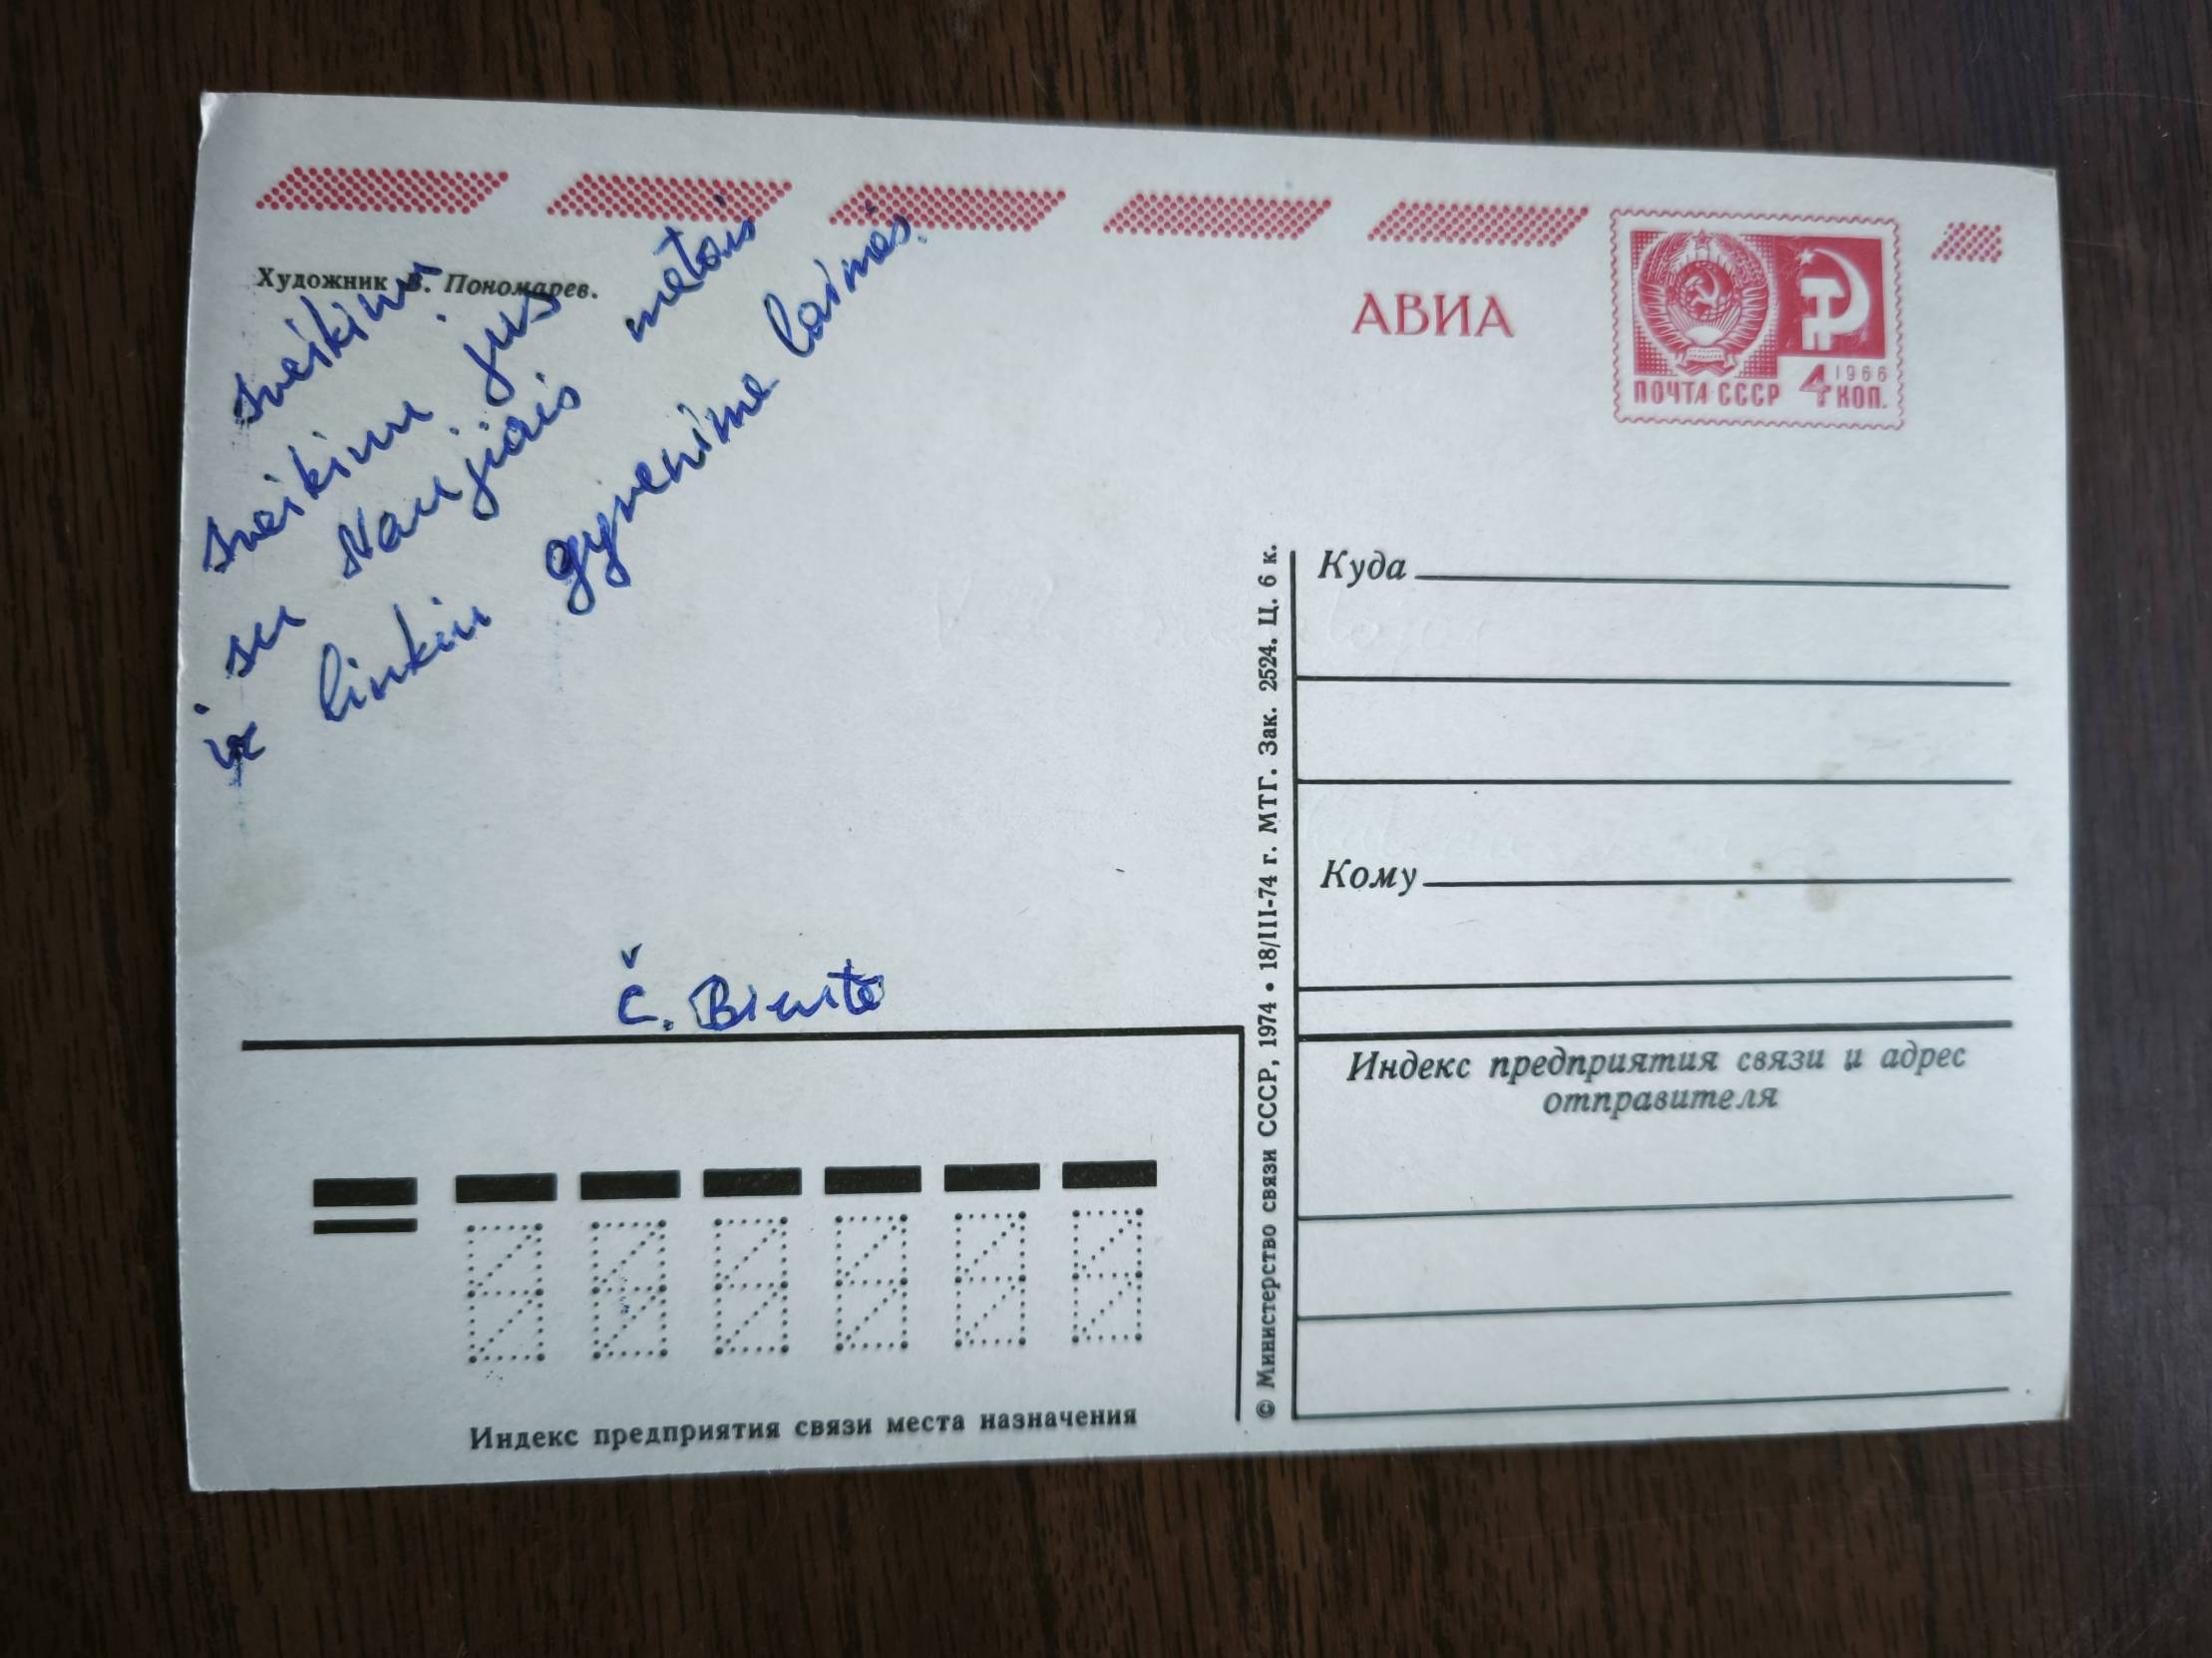 Художник В. Пономарев.
sveikinu
sveikinu jus
su Naujiais metais
ir linkiu gyvenime laimės.
Č. Biruta
АВИА
ПОЧТА СССР 1966 4 КОП.
Куда
Кому
Индекс предприятия связи и адрес
отправителя
© Министерство связи СССР, 1974 • 18/III-74 г. МТГ. Зак. 2524. Ц. 6 к.
Индекс предприятия связи места назначения